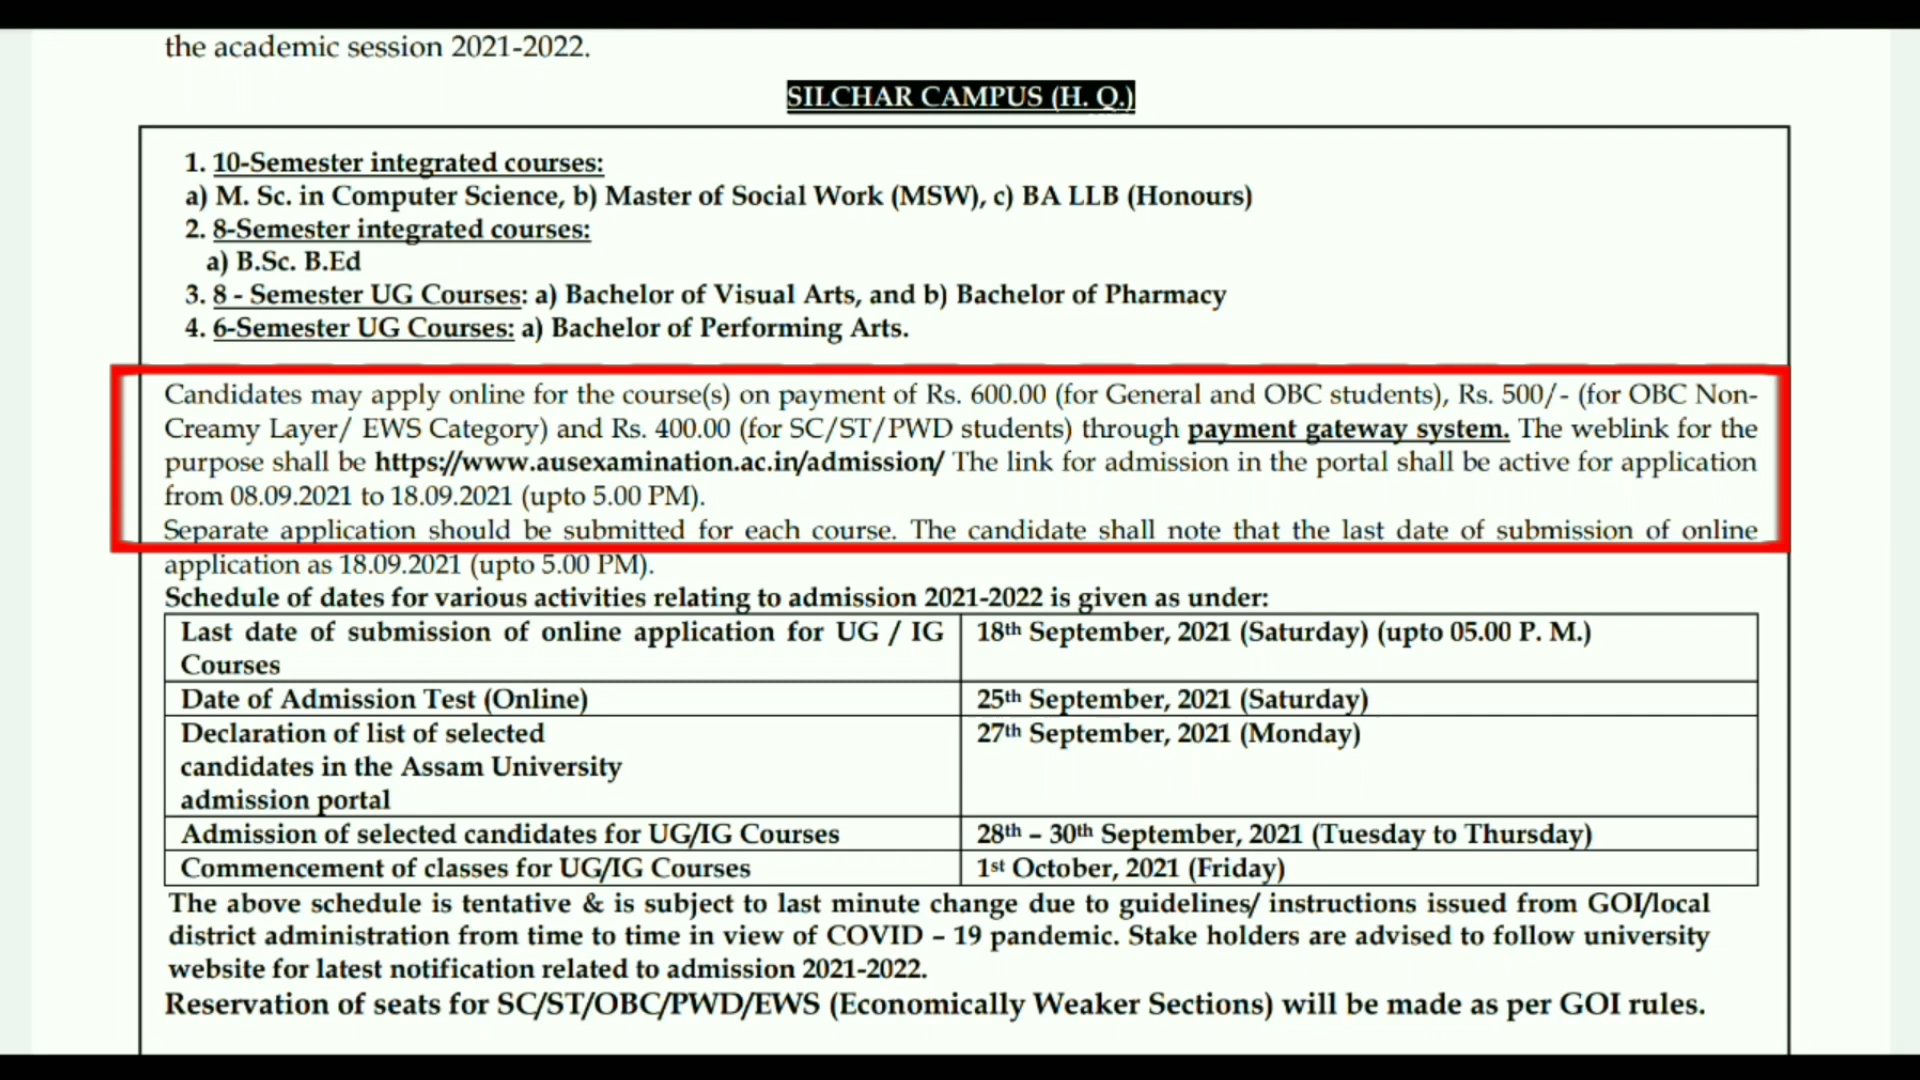 the academic session 2021-2022.
SILCHAR CAMPUS (H. Q.)
1. 10-Semester integrated courses:
a) M. Sc. in Computer Science, b) Master of Social Work (MSW), c) BA LLB (Honours)
2. 8-Semester integrated courses:
a) B.Sc. B.Ed
3. 8 - Semester UG Courses: a) Bachelor of Visual Arts, and b) Bachelor of Pharmacy
4. 6-Semester UG Courses: a) Bachelor of Performing Arts.
Candidates may apply online for the course(s) on payment of Rs. 600.00 (for General and OBC students), Rs. 500/- (for OBC Non-
Creamy Layer/ EWS Category) and Rs. 400.00 (for SC/ST/PWD students) through payment gateway system. The weblink for the
purpose shall be https://www.ausexamination.ac.in/admission/ The link for admission in the portal shall be active for application
from 08.09.2021 to 18.09.2021 (upto 5.00 PM).
Separate application should be submitted for each course. The candidate shall note that the last date of submission of online
application as 18.09.2021 (upto 5.00 PM).
Schedule of dates for various activities relating to admission 2021-2022 is given as under:
Last date of submission of online application for UG / IG
Courses
18th September, 2021 (Saturday) (upto 05.00 P. M.)
Date of Admission Test (Online)
25th September, 2021 (Saturday)
Declaration of list of selected
candidates in the Assam University
admission portal
27th September, 2021 (Monday)
Admission of selected candidates for UG/IG Courses
28th – 30th September, 2021 (Tuesday to Thursday)
Commencement of classes for UG/IG Courses
1st October, 2021 (Friday)
The above schedule is tentative & is subject to last minute change due to guidelines/ instructions issued from GOI/local
district administration from time to time in view of COVID – 19 pandemic. Stake holders are advised to follow university
website for latest notification related to admission 2021-2022.
Reservation of seats for SC/ST/OBC/PWD/EWS (Economically Weaker Sections) will be made as per GOI rules.